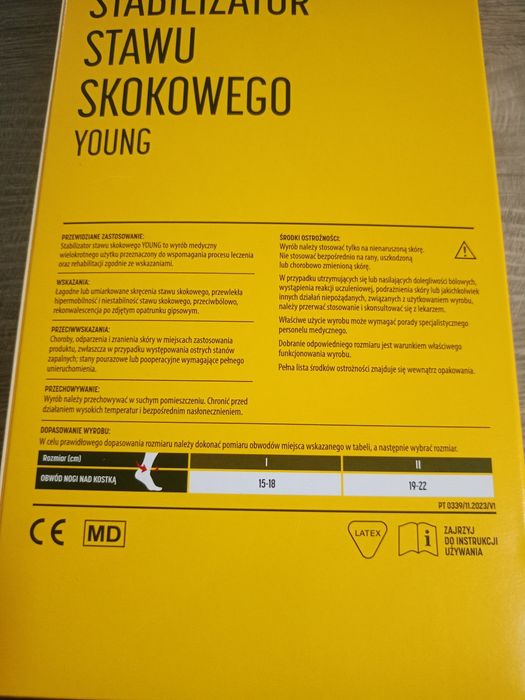 STABILIZATOR
STAWU
SKOKOWEGO
YOUNG
PRZEWIDZIANE ZASTOSOWANIE:
Stabilizator stawu skokowego YOUNG to wyrób medyczny
wielokrotnego użytku przeznaczony do wspomagania procesu leczenia
oraz rehabilitacji zgodnie ze wskazaniami.
WSKAZANIA:
Łagodne lub umiarkowane skręcenia stawu skokowego, przewlekła
hipermobilność i niestabilność stawu skokowego, przeciwbólowo,
rekonwalescencja po zdjętym opatrunku gipsowym.
PRZECIWWSKAZANIA:
Choroby, odparzenia i zranienia skóry w miejscach zastosowania
produktu, zwłaszcza w przypadku występowania ostrych stanów
zapalnych; stany pourazowe lub pooperacyjne wymagające pełnego
unieruchomienia.
PRZECHOWYWANIE:
Wyrób należy przechowywać w suchym pomieszczeniu. Chronić przed
działaniem wysokich temperatur i bezpośrednim nasłonecznieniem.
ŚRODKI OSTROŻNOŚCI:
Wyrób należy stosować tylko na nienaruszoną skórę.
Nie stosować bezpośrednio na rany, uszkodzoną
lub chorobowo zmienioną skórę.
W przypadku utrzymujących się lub nasilających dolegliwości bólowych,
wystąpienia reakcji uczuleniowej, podrażnienia skóry lub jakichkolwiek
innych działań niepożądanych, związanych z użytkowaniem wyrobu,
należy przerwać stosowanie i skonsultować się z lekarzem.
Właściwe użycie wyrobu może wymagać porady specjalistycznego
personelu medycznego.
Dobranie odpowiedniego rozmiaru jest warunkiem właściwego
funkcjonowania wyrobu.
Pełna lista środków ostrożności znajduje się wewnątrz opakowania.
DOPASOWANIE WYROBU:
W celu prawidłowego dopasowania rozmiaru należy dokonać pomiaru obwodów miejsca wskazanego w tabeli, a następnie wybrać rozmiar.
Rozmiar (cm) I II
OBWÓD NOGI NAD KOSTKĄ 15-18 19-22
PT 0339/11.2023/V1
CE MD
LATEX
i
ZAJRZYJ
DO INSTRUKCJI
UŻYWANIA